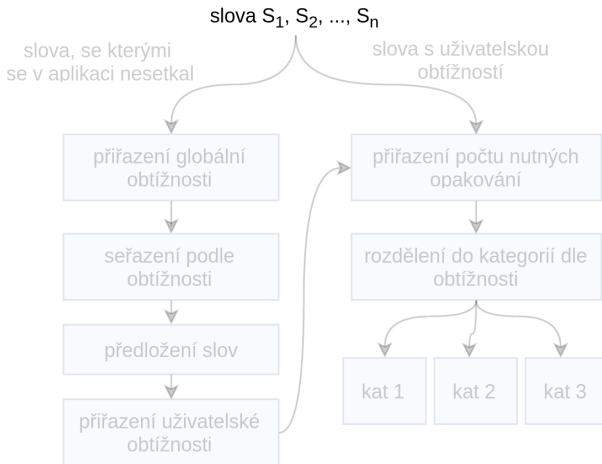 slova S1, S2, ..., Sn
slova, se kterými
se v aplikaci nesetkal
slova s uživatelskou
obtížností
přiřazení globální
obtížnosti
seřazení podle
obtížnosti
předložení slov
přiřazení uživatelské
obtížnosti
přiřazení počtu nutných
opakování
rozdělení do kategorií dle
obtížnosti
kat 1
kat 2
kat 3